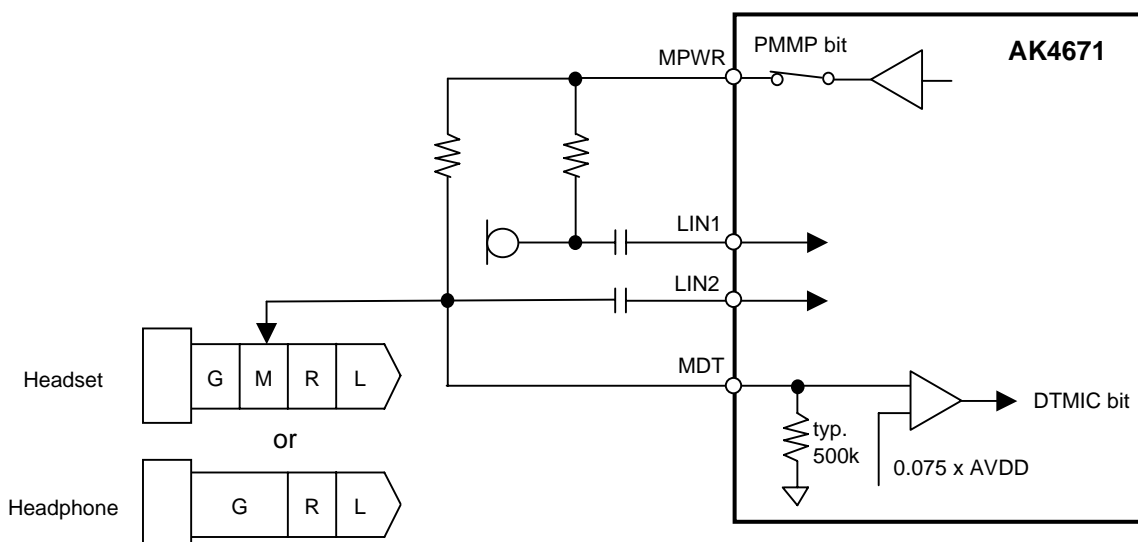 PMMP bit
AK4671
MPWR
LIN1
LIN2
MDT
Headset
G M R L
or
Headphone
G R L
typ.
500k
DTMIC bit
0.075 x AVDD